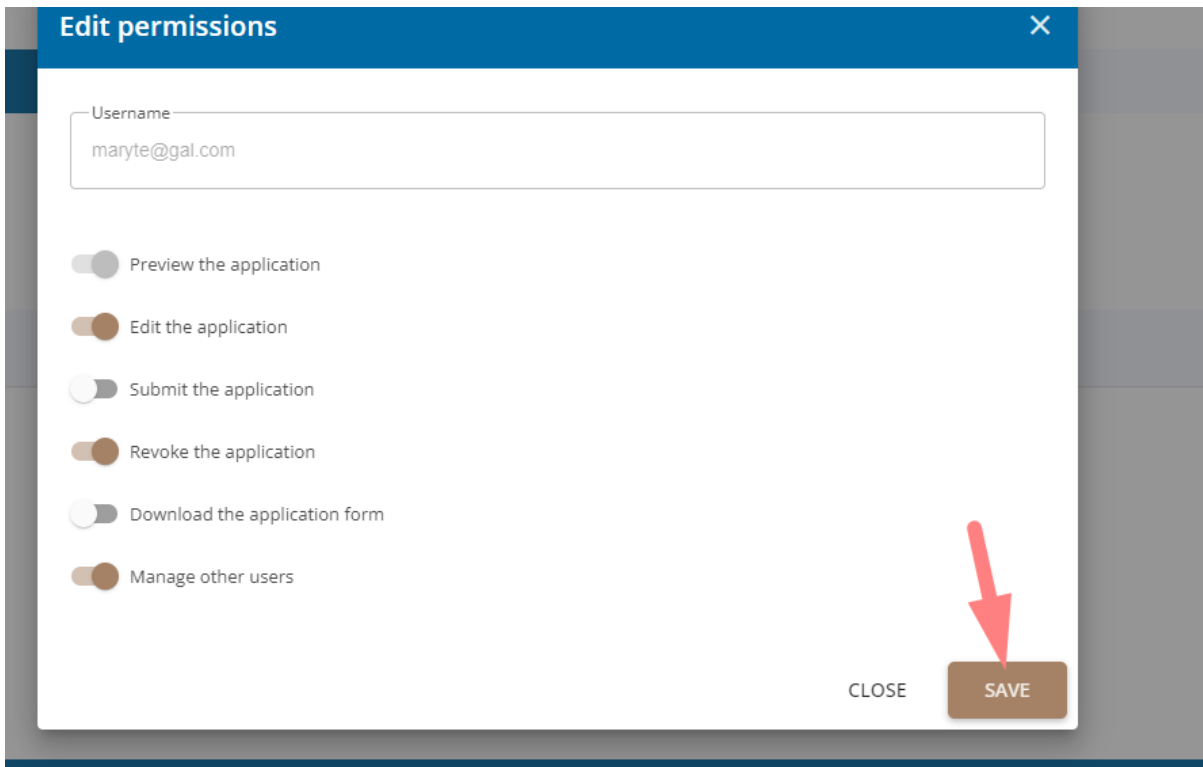 Edit permissions
Username
maryte@gal.com
Preview the application
Edit the application
Submit the application
Revoke the application
Download the application form
Manage other users
CLOSE SAVE